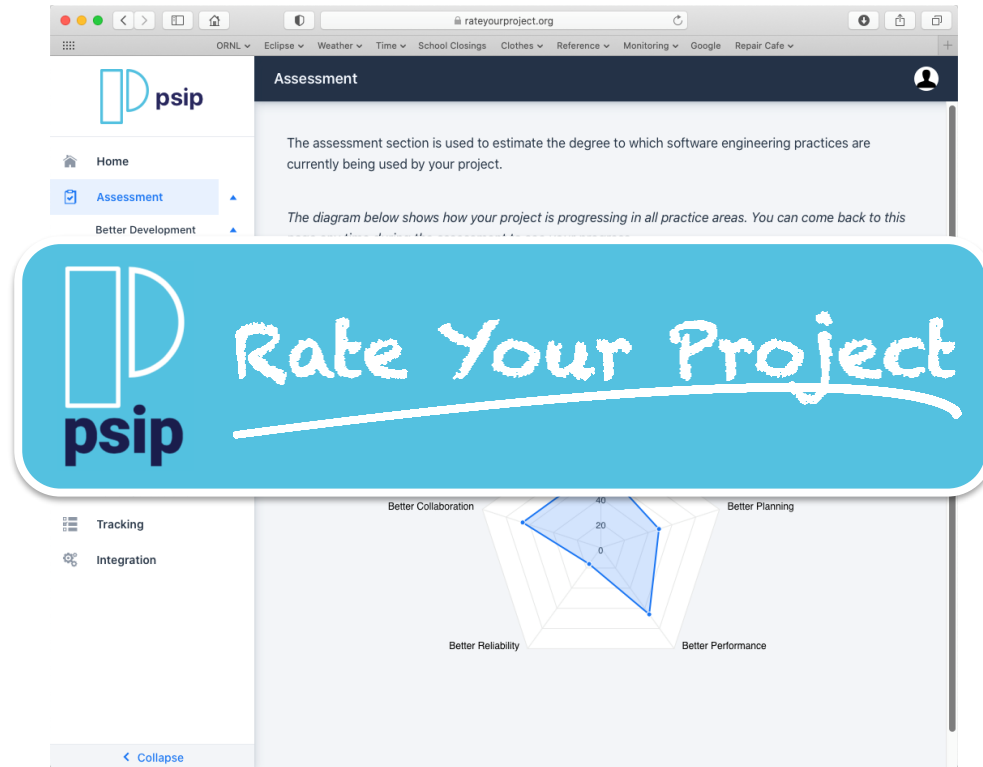 rateyourproject.org
ORNL Eclipse Weather Time School Closings Clothes Reference Monitoring Google Repair Cafe
psip
Assessment
The assessment section is used to estimate the degree to which software engineering practices are
currently being used by your project.
Home
Assessment
The diagram below shows how your project is progressing in all practice areas. You can come back to this
Better Development
Rate Your Project
psip
40
Better Collaboration
Better Planning
20
0
Tracking
Integration
Better Reliability
Better Performance
Collapse